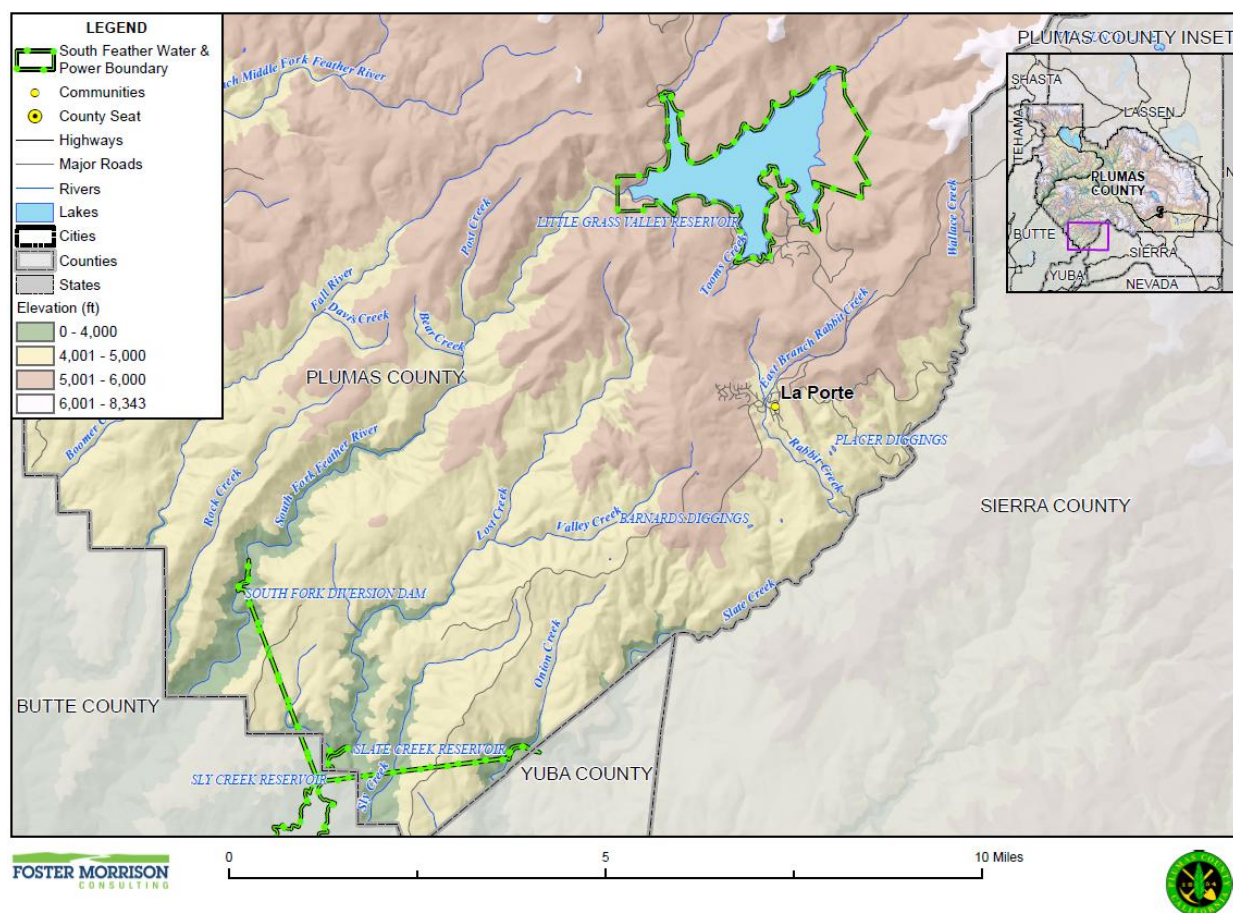 LEGEND
South Feather Water &
Power Boundary
Communities
County Seat
Highways
Major Roads
Rivers
Lakes
Cities
Counties
States
Elevation (ft)
0 - 4,000
4,001 - 5,000
5,001 - 6,000
6,001 - 8,343
Middle Fork Feather River
PLUMAS COUNTY INSET
SHASTA
LASSEN
TEHAMA
PLUMAS
COUNTY
BUTTE
SIERRA
YUBA
NEVADA
Wallace Creek
LITTLE GRASS VALLEY RESERVOIR
Post Creek
Tooms Creek
Fall River
Davis Creek
Bear Creek
East Branch Rabbit Creek
PLUMAS COUNTY
La Porte
Rabbit Creek
PLACER DIGGINGS
Boomer
Rock Creek
South Fork Feather River
Lost Creek
Valley Creek
BARNARDS DIGGINGS
SIERRA COUNTY
SOUTH FORK DIVERSION DAM
Slate Creek
Onion Creek
BUTTE COUNTY
SLATE CREEK RESERVOIR
SLY CREEK RESERVOIR
Sly Creek
YUBA COUNTY
FOSTER MORRISON
CONSULTING
0
5
10 Miles
PLUMAS COUNTY
1854
CALIFORNIA